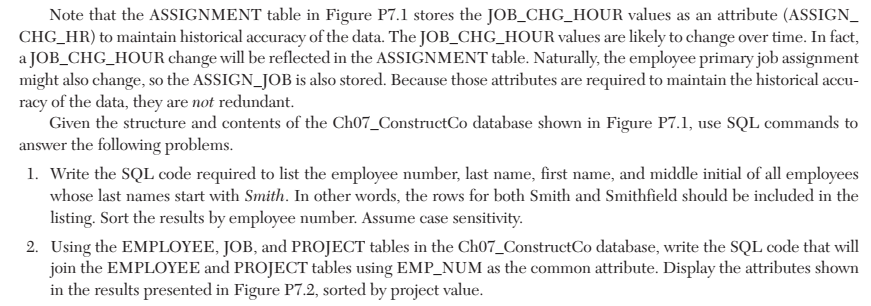 Note that the ASSIGNMENT table in Figure P7.1 stores the JOB_CHG_HOUR values as an attribute (ASSIGN_
CHG_HR) to maintain historical accuracy of the data. The JOB_CHG_HOUR values are likely to change over time. In fact,
a JOB_CHG_HOUR change will be reflected in the ASSIGNMENT table. Naturally, the employee primary job assignment
might also change, so the ASSIGN_JOB is also stored. Because those attributes are required to maintain the historical accu-
racy of the data, they are not redundant.
Given the structure and contents of the Ch07_ConstructCo database shown in Figure P7.1, use SQL commands to
answer the following problems.
1. Write the SQL code required to list the employee number, last name, first name, and middle initial of all employees
whose last names start with Smith. In other words, the rows for both Smith and Smithfield should be included in the
listing. Sort the results by employee number. Assume case sensitivity.
2. Using the EMPLOYEE, JOB, and PROJECT tables in the Ch07_ConstructCo database, write the SQL code that will
join the EMPLOYEE and PROJECT tables using EMP_NUM as the common attribute. Display the attributes shown
in the results presented in Figure P7.2, sorted by project value.